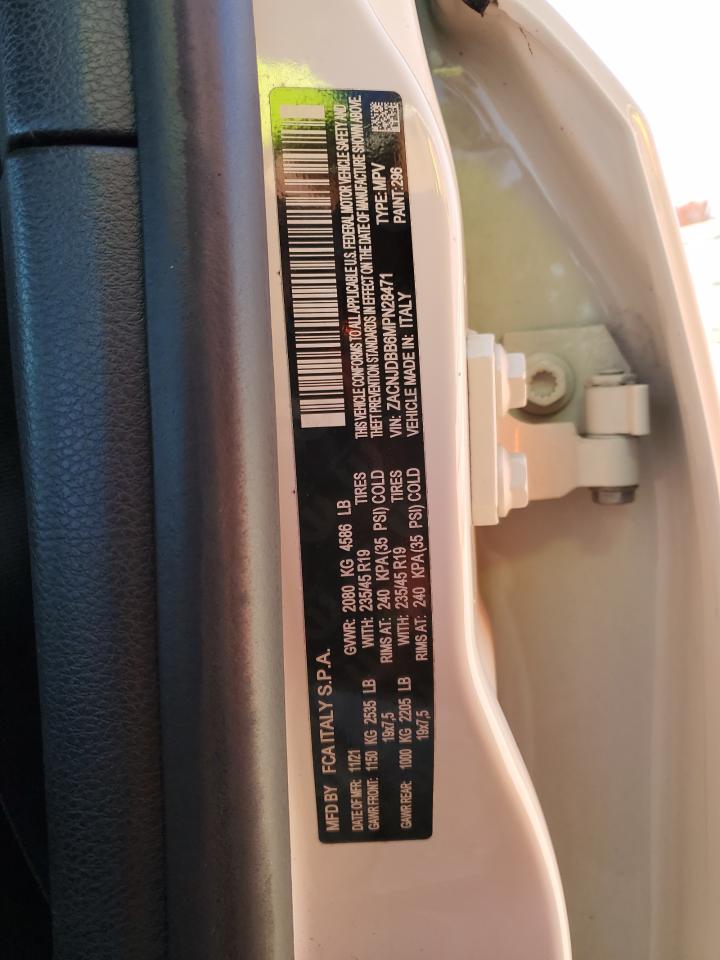 MFD BY FCA ITALY S.P.A.
DATE OF MFR: 11/21 GVWR: 2080 KG 4586 LB
GAWR FRONT: 1150 KG 2535 LB WITH: 235/45 R19 TIRES
19x7,5 RIMS AT: 240 KPA(35 PSI) COLD
GAWR REAR: 1000 KG 2205 LB WITH: 235/45 R19 TIRES
19x7,5 RIMS AT: 240 KPA(35 PSI) COLD
THIS VEHICLE CONFORMS TO ALL APPLICABLE U.S. FEDERAL MOTOR VEHICLE SAFETY AND
THEFT PREVENTION STANDARDS IN EFFECT ON THE DATE OF MANUFACTURE SHOWN ABOVE.
VIN: ZACNJDBB6MPN28471 TYPE: MPV
VEHICLE MADE IN: ITALY PAINT: 296